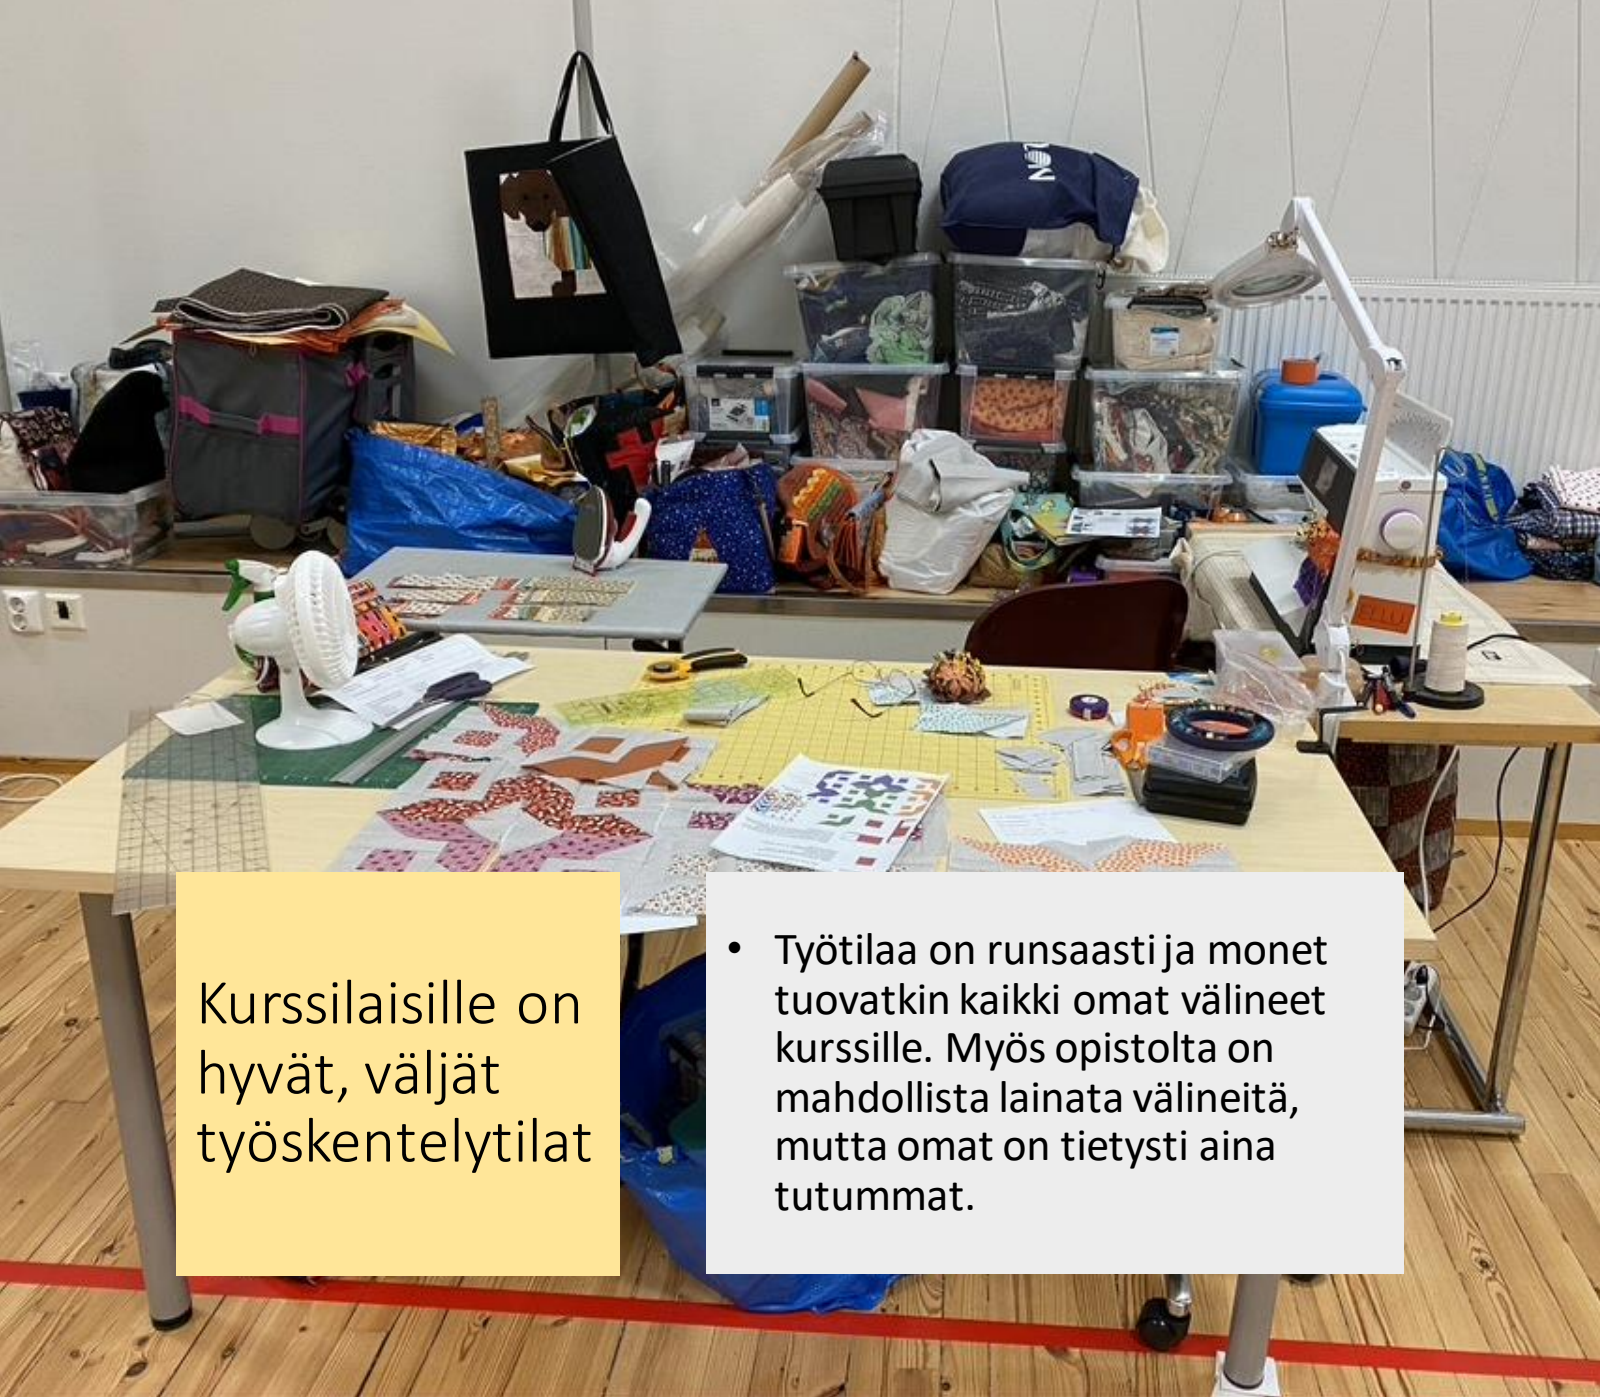 Kurssilaisille on
hyvät, väljät
työskentelytilat
• Työtilaa on runsaasti ja monet
tuovatkin kaikki omat välineet
kurssille. Myös opistolta on
mahdollista lainata välineitä,
mutta omat on tietysti aina
tutummat.
ELLU